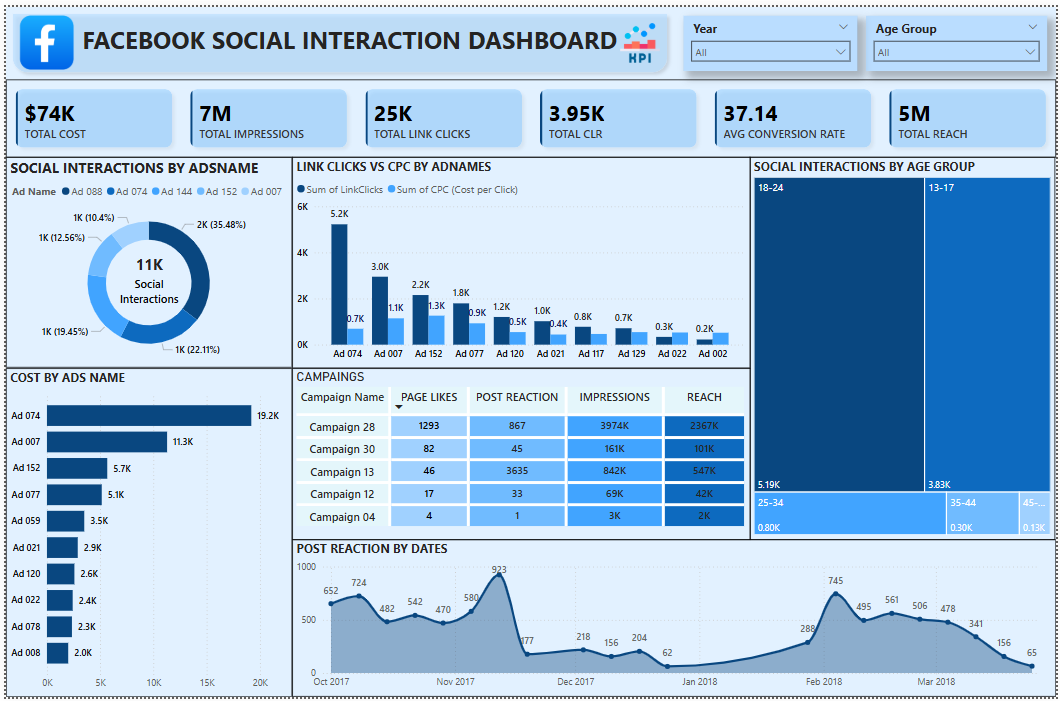 FACEBOOK SOCIAL INTERACTION DASHBOARD
KPI
Year
All
Age Group
All
$74K
TOTAL COST
7M
TOTAL IMPRESSIONS
25K
TOTAL LINK CLICKS
3.95K
TOTAL CLR
37.14
AVG CONVERSION RATE
5M
TOTAL REACH
SOCIAL INTERACTIONS BY ADSNAME
Ad Name Ad 088 Ad 074 Ad 144 Ad 152 Ad 007
1K (10.4%)
2K (35.48%)
1K (12.56%)
11K
Social
Interactions
1K (19.45%)
1K (22.11%)
LINK CLICKS VS CPC BY ADNAMES
Sum of LinkClicks Sum of CPC (Cost per Click)
6K
4K
2K
0K
5.2K
0.7K
3.0K
1.1K
2.2K
1.3K
1.8K
0.9K
1.2K
0.5K
1.0K
0.4K
0.8K
0.7K
0.3K
0.2K
Ad 074 Ad 007 Ad 152 Ad 077 Ad 120 Ad 021 Ad 117 Ad 129 Ad 022 Ad 002
SOCIAL INTERACTIONS BY AGE GROUP
18-24
5.19K
13-17
3.83K
25-34
0.80K
35-44
0.30K
45-...
0.13K
COST BY ADS NAME
Ad 074 19.2K
Ad 007 11.3K
Ad 152 5.7K
Ad 077 5.1K
Ad 059 3.5K
Ad 021 2.9K
Ad 120 2.6K
Ad 022 2.4K
Ad 078 2.3K
Ad 008 2.0K
0K 5K 10K 15K 20K
CAMPAINGS
Campaign Name PAGE LIKES POST REACTION IMPRESSIONS REACH
Campaign 28 1293 867 3974K 2367K
Campaign 30 82 45 161K 101K
Campaign 13 46 3635 842K 547K
Campaign 12 17 33 69K 42K
Campaign 04 4 1 3K 2K
POST REACTION BY DATES
1000
500
0
652
724
482
542
470
580
923
177
218
156
204
62
288
745
495
561
506
478
341
156
65
Oct 2017 Nov 2017 Dec 2017 Jan 2018 Feb 2018 Mar 2018